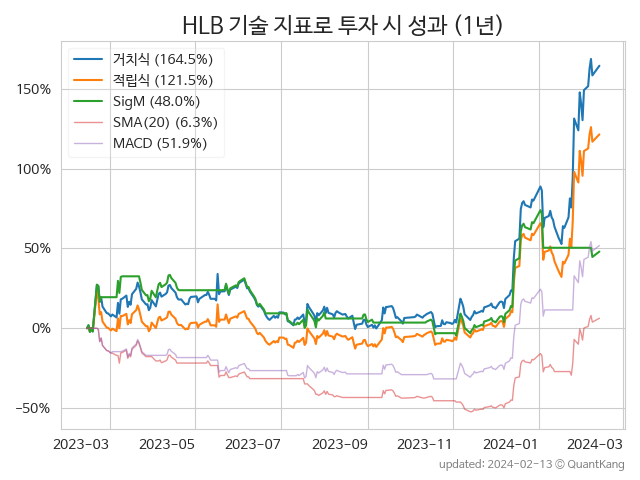 HLB 기술 지표로 투자 시 성과 (1년)
거치식 (164.5%)
적립식 (121.5%)
SigM (48.0%)
SMA(20) (6.3%)
MACD (51.9%)
150%
100%
50%
0%
−50%
2023-03 2023-05 2023-07 2023-09 2023-11 2024-01 2024-03
updated: 2024-02-13 © QuantKang